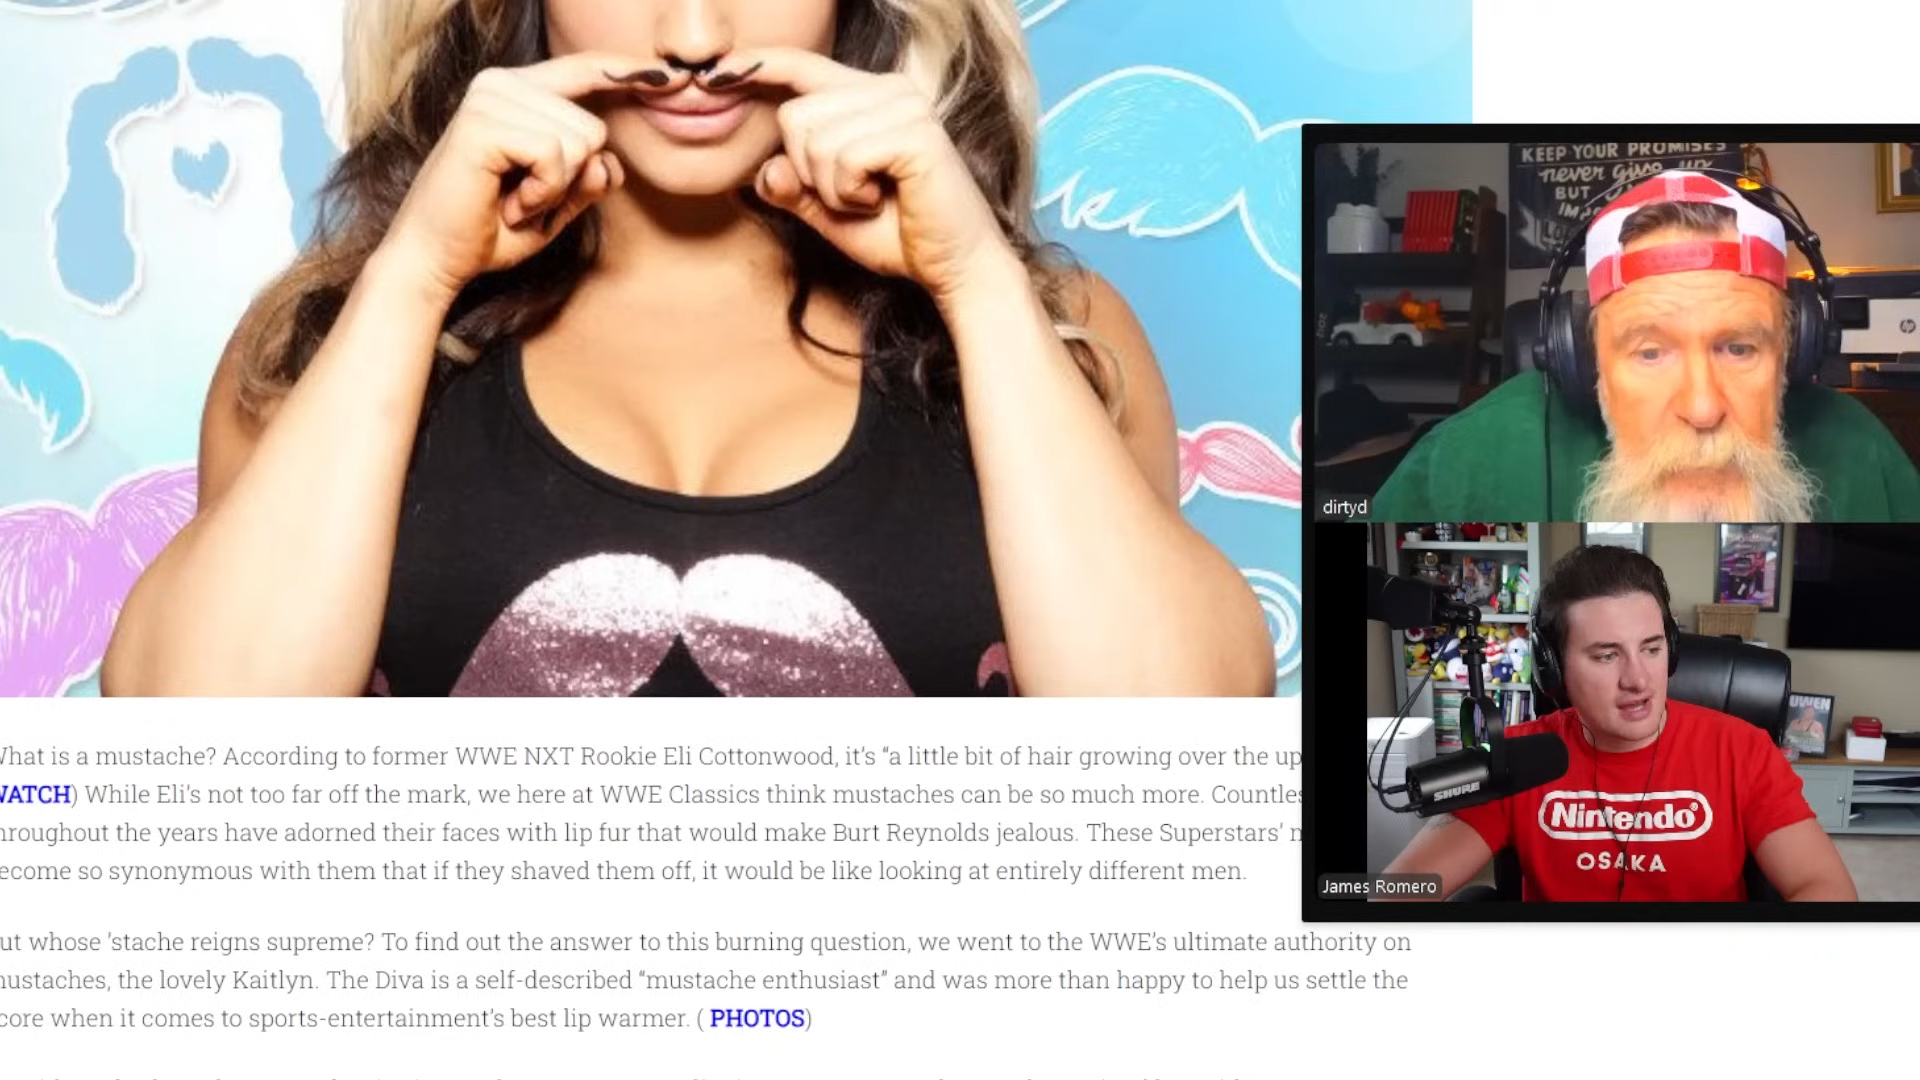 What is a mustache? According to former WWE NXT Rookie Eli Cottonwood, it's “a little bit of hair growing over the up
WATCH) While Eli's not too far off the mark, we here at WWE Classics think mustaches can be so much more. Countles
hroughout the years have adorned their faces with lip fur that would make Burt Reynolds jealous. These Superstars' m
ecome so synonymous with them that if they shaved them off, it would be like looking at entirely different men.
ut whose 'stache reigns supreme? To find out the answer to this burning question, we went to the WWE's ultimate authority on
mustaches, the lovely Kaitlyn. The Diva is a self-described “mustache enthusiast” and was more than happy to help us settle the
core when it comes to sports-entertainment's best lip warmer. ( PHOTOS)
KEEP YOUR PROMISES
never give up
BUT
hp
dirtyd
OWEN
SHURE
Nintendo®
OSAKA
James Romero